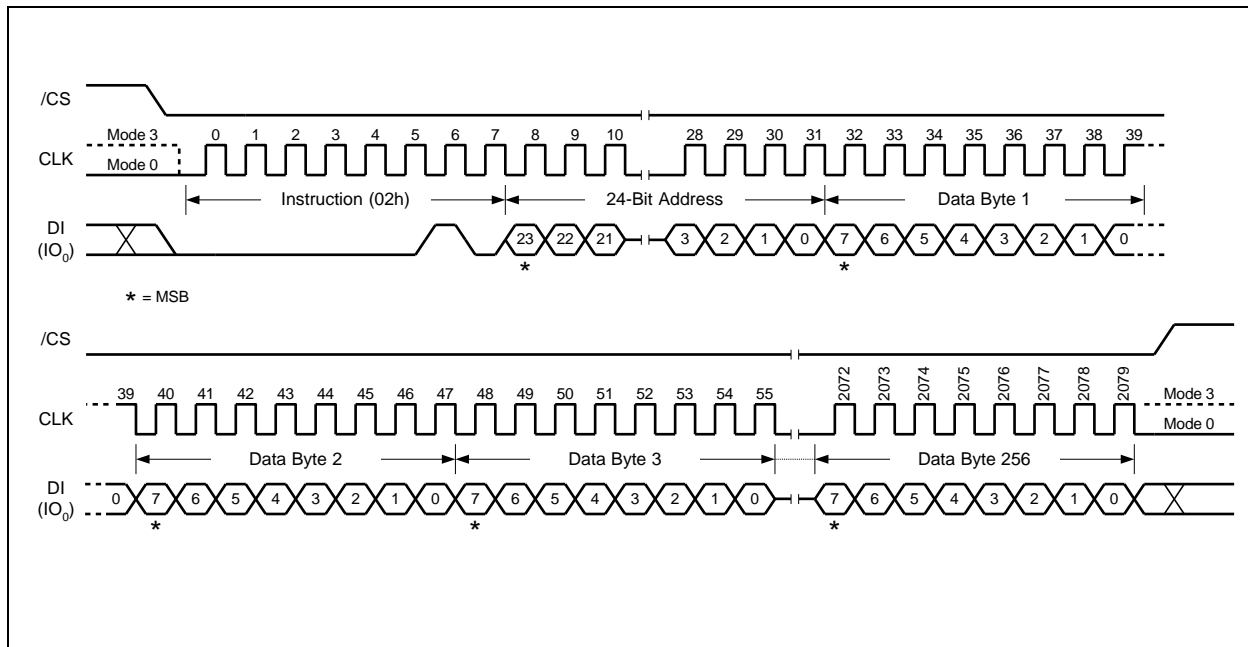 /CS
Mode 3
0 1 2 3 4 5 6 7 8 9 10 28 29 30 31 32 33 34 35 36 37 38 39
CLK
Mode 0
Instruction (02h) 24-Bit Address Data Byte 1
DI
(IO0)
23 22 21 3 2 1 0 7 6 5 4 3 2 1 0
* *
* = MSB
/CS
39 40 41 42 43 44 45 46 47 48 49 50 51 52 53 54 55 2072 2073 2074 2075 2076 2077 2078 2079
Mode 3
CLK
Mode 0
Data Byte 2 Data Byte 3 Data Byte 256
DI
(IO0)
0 7 6 5 4 3 2 1 0 7 6 5 4 3 2 1 0 7 6 5 4 3 2 1 0
* * *